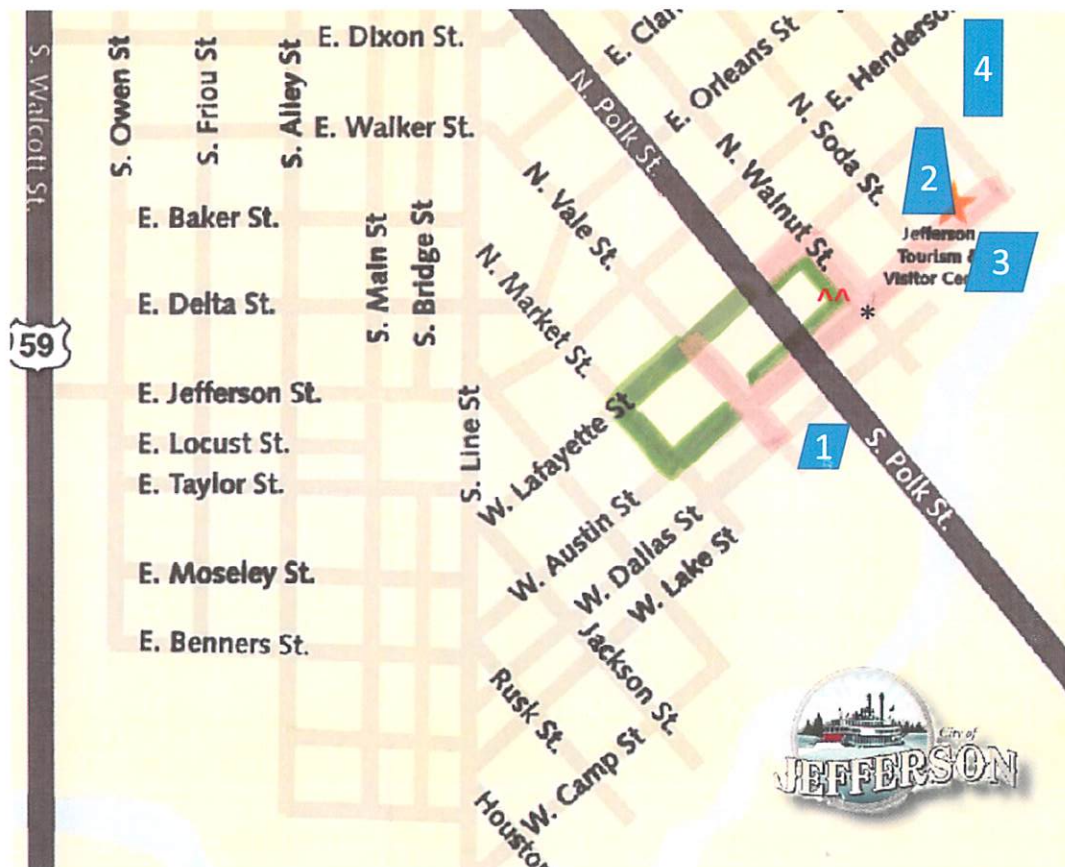 S. Walcott St.
S. Owen St
S. Friou St
S. Alley St
E. Dixon St.
E. Walker St.
E. Baker St.
E. Delta St.
E. Jefferson St.
E. Locust St.
E. Taylor St.
E. Moseley St.
E. Benners St.
59
S. Main St
S. Bridge St
S. Line St
N. Vale St.
N. Market St.
N. Polk St.
E. Orleans St
E. Henderson
N. Soda St.
N. Walnut St.
4
2
Jefferson
Tourism &
Visitor
3
^^
*
1
S. Polk St.
W. Lafayette St
W. Austin St
W. Dallas St
W. Lake St
Jackson St.
Rusk St.
W. Camp St
Houston
City of
JEFFERSON